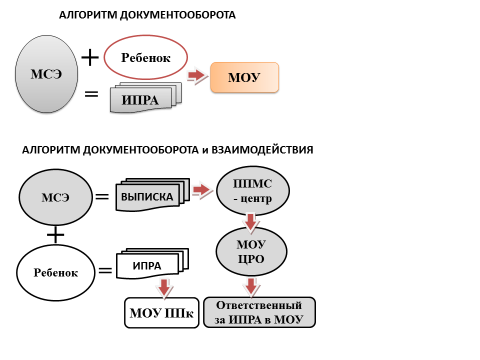 АЛГОРИТМ ДОКУМЕНТООБОРОТА
МСЭ
+
Ребенок
=
ИПРА
МОУ
АЛГОРИТМ ДОКУМЕНТООБОРОТА и ВЗАИМОДЕЙСТВИЯ
МСЭ
=
ВЫПИСКА
ППМС
- центр
+
МОУ
ЦРО
Ребенок
=
ИПРА
МОУ ППк
Ответственный
за ИПРА в МОУ